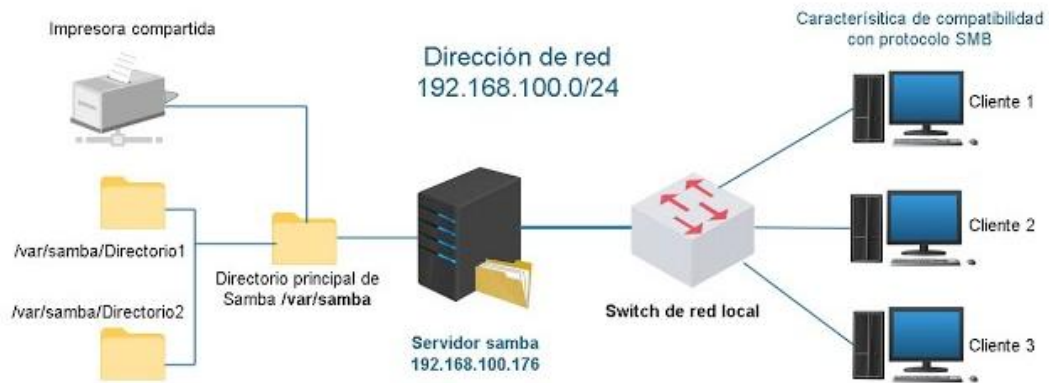 Impresora compartida
Dirección de red
192.168.100.0/24
Caracterísitica de compatibilidad
con protocolo SMB
Cliente 1
/var/samba/Directorio1
Directorio principal de
Samba /var/samba
Cliente 2
/var/samba/Directorio2
Switch de red local
Servidor samba
192.168.100.176
Cliente 3